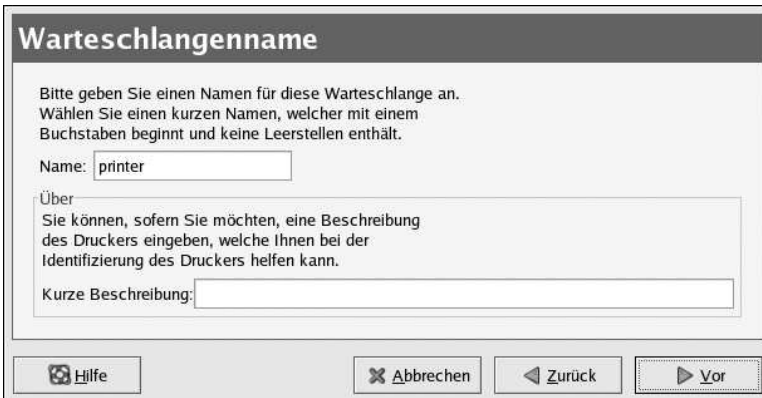 Warteschlangenname
Bitte geben Sie einen Namen für diese Warteschlange an.
Wählen Sie einen kurzen Namen, welcher mit einem
Buchstaben beginnt und keine Leerstellen enthält.
Name: printer
Über
Sie können, sofern Sie möchten, eine Beschreibung
des Druckers eingeben, welche Ihnen bei der
Identifizierung des Druckers helfen kann.
Kurze Beschreibung:
Hilfe Abbrechen Zurück Vor